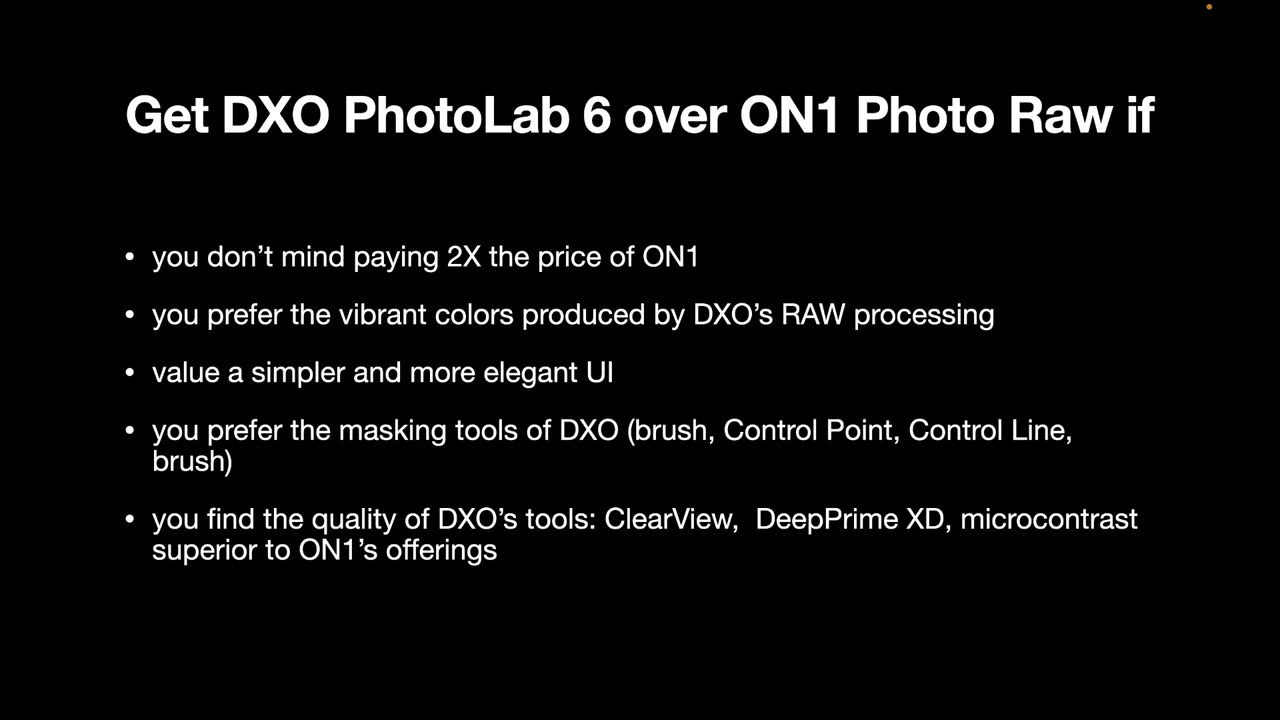 Get DXO PhotoLab 6 over ON1 Photo Raw if
• you don’t mind paying 2X the price of ON1
• you prefer the vibrant colors produced by DXO’s RAW processing
• value a simpler and more elegant UI
• you prefer the masking tools of DXO (brush, Control Point, Control Line,
brush)
• you find the quality of DXO’s tools: ClearView,  DeepPrime XD, microcontrast
superior to ON1’s offerings